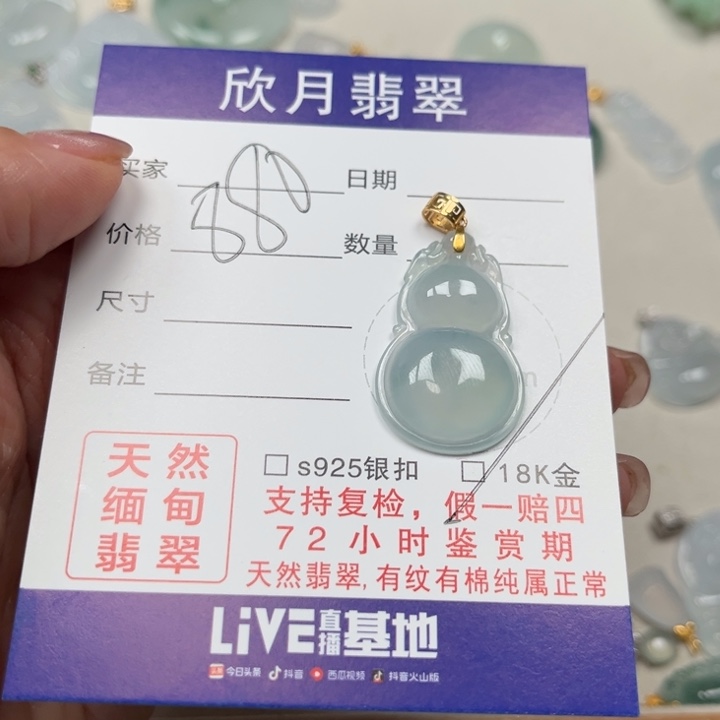 欣月翡翠
买家
日期
价格 880
数量
尺寸
备注
天然
缅甸
翡翠
□ s925银扣 □ 18K金
支持复检，假一赔四
72小时鉴赏期
天然翡翠,有纹有棉纯属正常
LiVE直播基地
今日头条 抖音 西瓜视频 抖音火山版